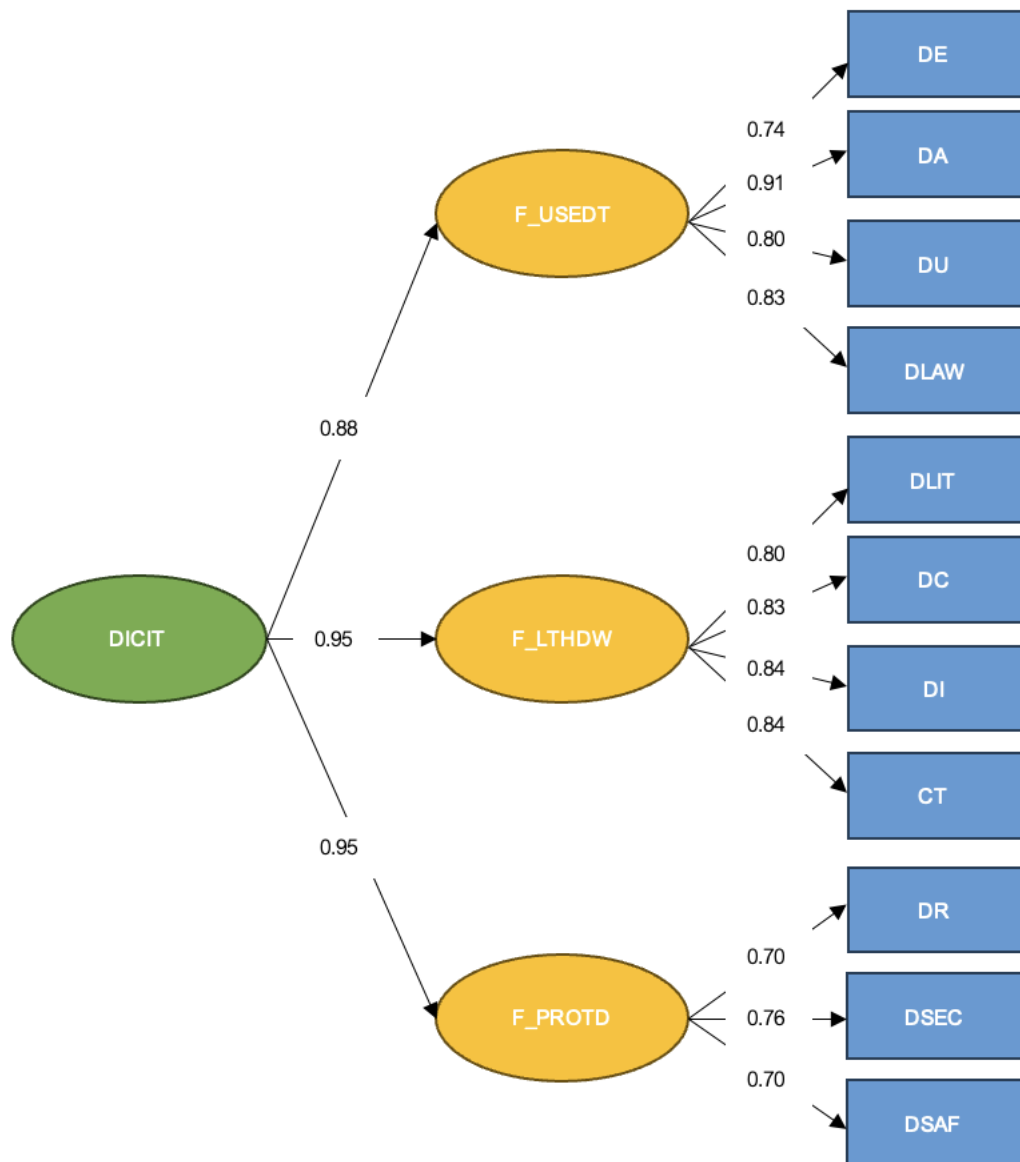 DE
0.74
DA
0.91
F_USEDT
0.80
DU
0.83
DLAW
0.88
DLIT
0.80
DC
0.83
DICIT
0.95
F_LTHDW
0.84
DI
0.84
CT
0.95
DR
0.70
F_PROTD
0.76
DSEC
0.70
DSAF